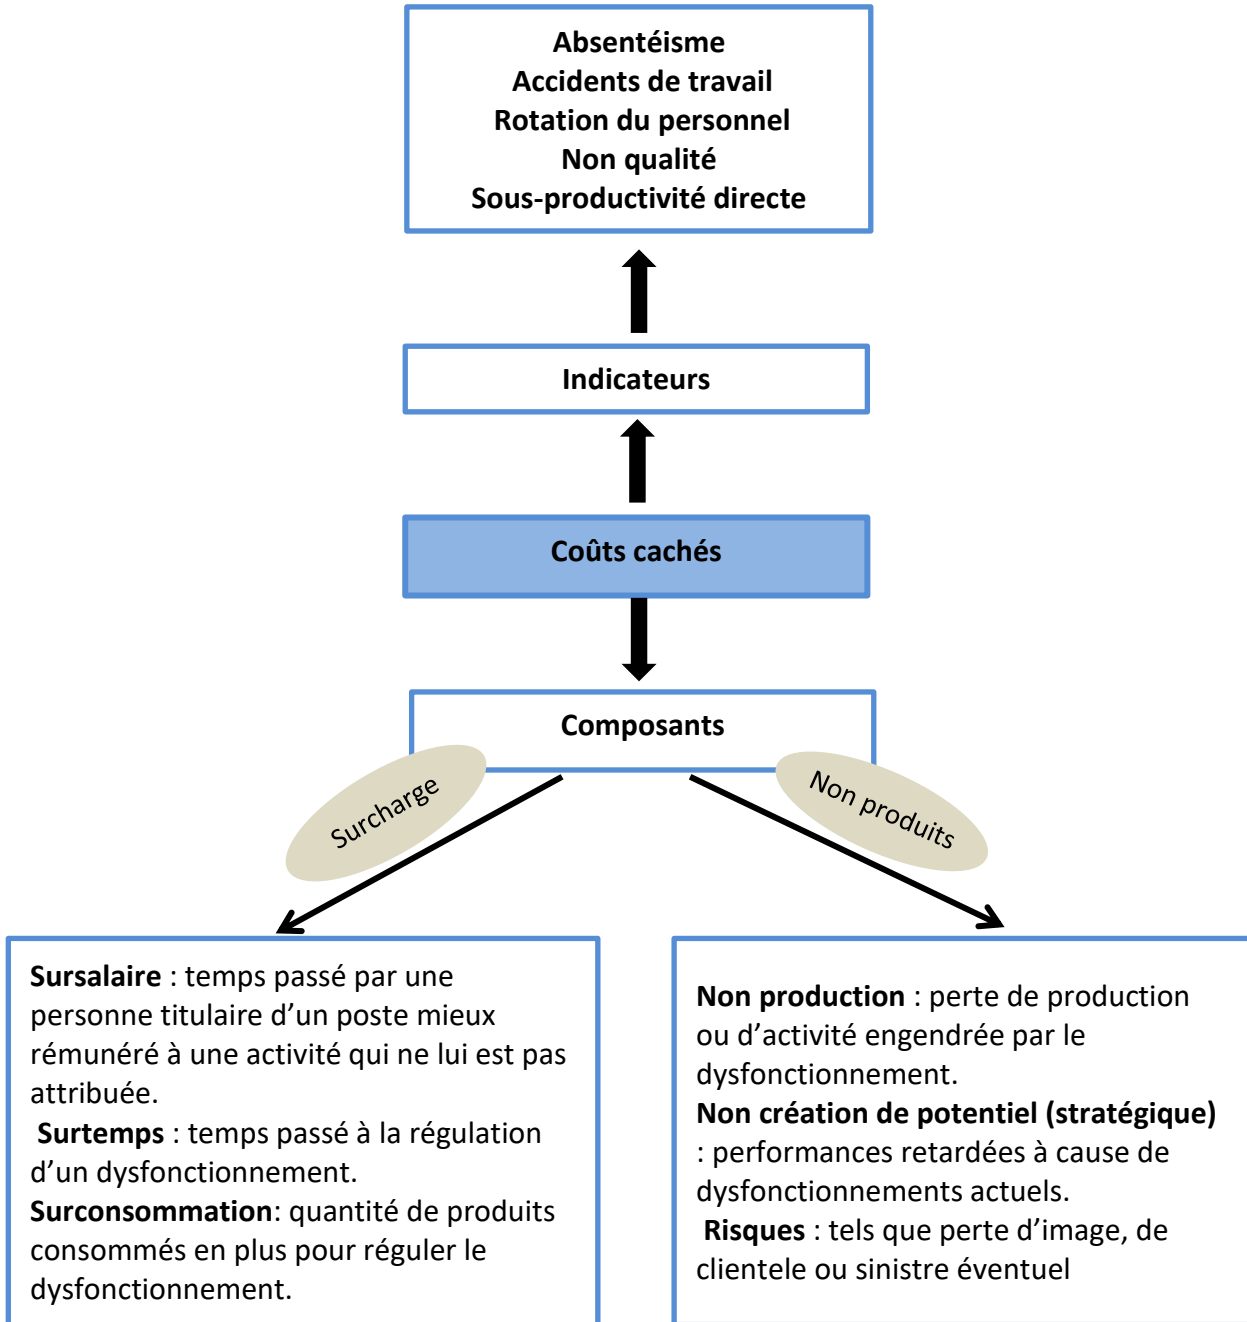 Absentéisme
Accidents de travail
Rotation du personnel
Non qualité
Sous-productivité directe
Indicateurs
Coûts cachés
Composants
Surcharge
Non produits
Sursalaire : temps passé par une
personne titulaire d’un poste mieux
rémunéré à une activité qui ne lui est pas
attribuée.
Surtemps : temps passé à la régulation
d’un dysfonctionnement.
Surconsommation: quantité de produits
consommés en plus pour réguler le
dysfonctionnement.
Non production : perte de production
ou d’activité engendrée par le
dysfonctionnement.
Non création de potentiel (stratégique)
: performances retardées à cause de
dysfonctionnements actuels.
Risques : tels que perte d’image, de
clientele ou sinistre éventuel